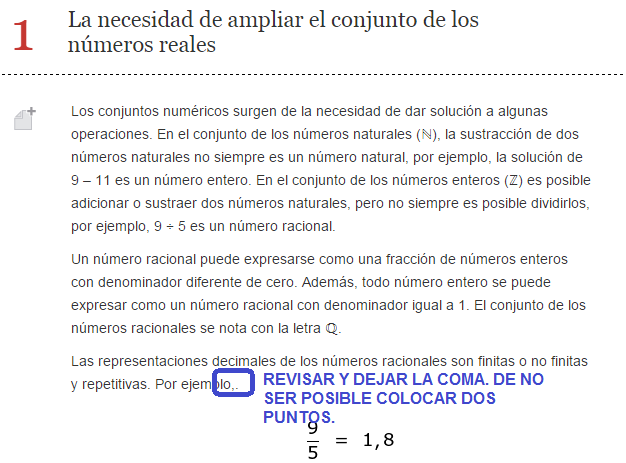 1
La necesidad de ampliar el conjunto de los
números reales
Los conjuntos numéricos surgen de la necesidad de dar solución a algunas
operaciones. En el conjunto de los números naturales (ℕ), la sustracción de dos
números naturales no siempre es un número natural, por ejemplo, la solución de
9 – 11 es un número entero. En el conjunto de los números enteros (ℤ) es posible
adicionar o sustraer dos números naturales, pero no siempre es posible dividirlos,
por ejemplo, 9 ÷ 5 es un número racional.
Un número racional puede expresarse como una fracción de números enteros
con denominador diferente de cero. Además, todo número entero se puede
expresar como un número racional con denominador igual a 1. El conjunto de los
números racionales se nota con la letra ℚ.
Las representaciones decimales de los números racionales son finitas o no finitas
y repetitivas. Por ejemplo,.
REVISAR Y DEJAR LA COMA. DE NO
SER POSIBLE COLOCAR DOS
PUNTOS.
9/5 = 1,8